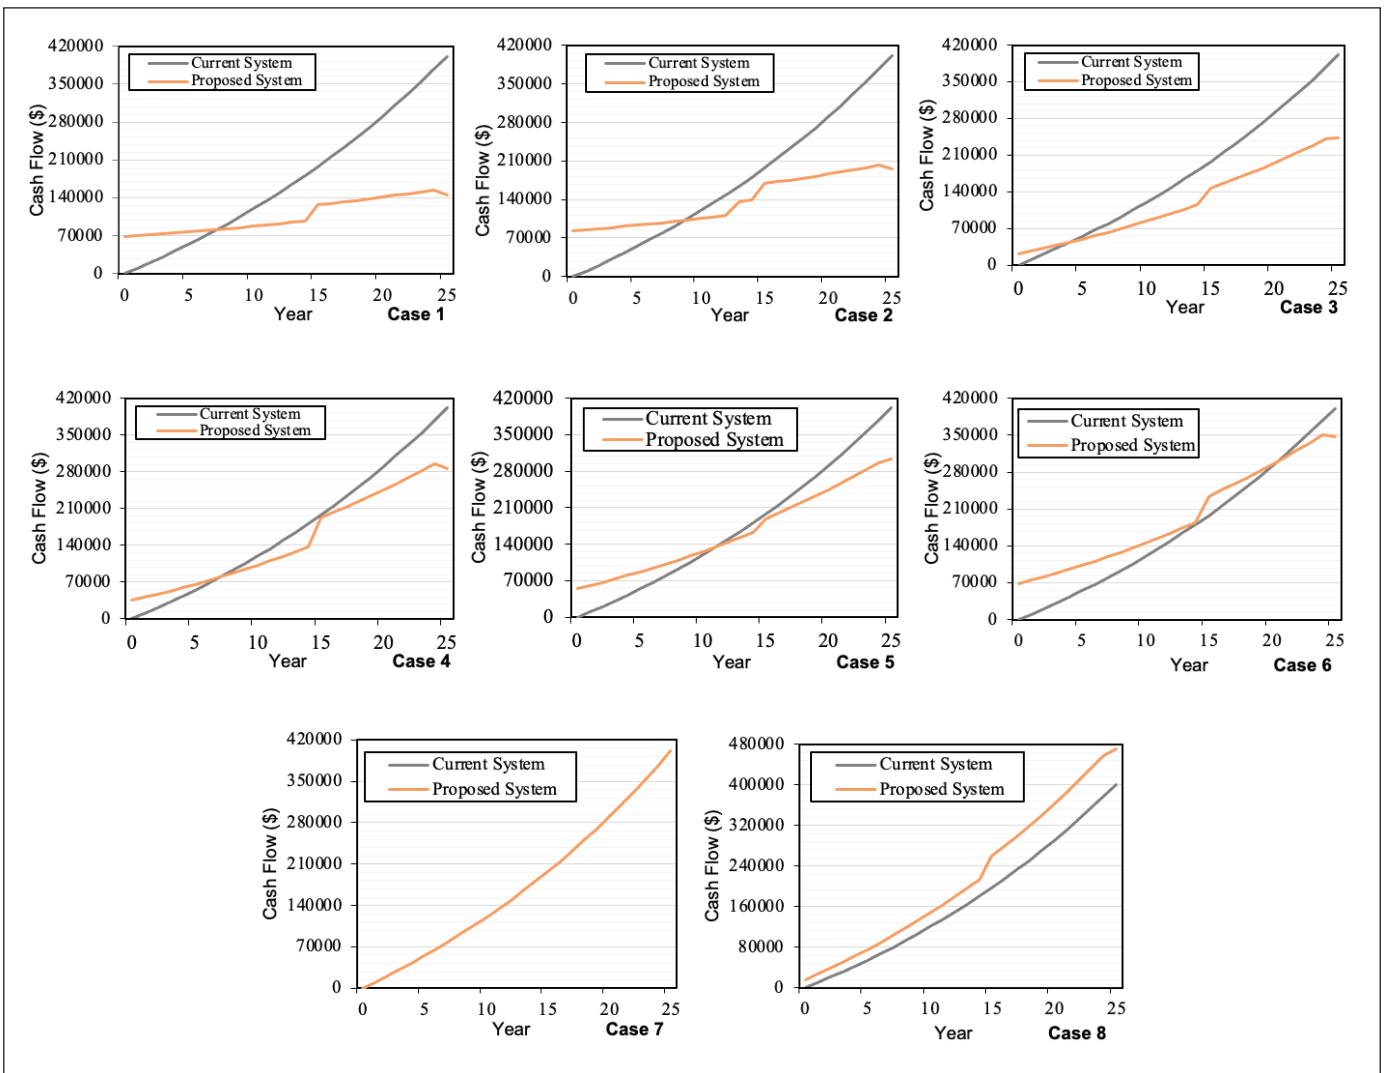 420000
350000
280000
210000
140000
70000
0
Cash Flow ($)
Current System
Proposed System
0 5 10 15 20 25
Year
Case 1
420000
350000
280000
210000
140000
70000
0
Cash Flow ($)
Current System
Proposed System
0 5 10 15 20 25
Year
Case 2
420000
350000
280000
210000
140000
70000
0
Cash Flow ($)
Current System
Proposed System
0 5 10 15 20 25
Year
Case 3
420000
350000
280000
210000
140000
70000
0
Cash Flow ($)
Current System
Proposed System
0 5 10 15 20 25
Year
Case 4
420000
350000
280000
210000
140000
70000
0
Cash Flow ($)
Current System
Proposed System
0 5 10 15 20 25
Year
Case 5
420000
350000
280000
210000
140000
70000
0
Cash Flow ($)
Current System
Proposed System
0 5 10 15 20 25
Year
Case 6
420000
350000
280000
210000
140000
70000
0
Cash Flow ($)
Current System
Proposed System
0 5 10 15 20 25
Year
Case 7
480000
400000
320000
240000
160000
80000
0
Cash Flow ($)
Current System
Proposed System
0 5 10 15 20 25
Year
Case 8